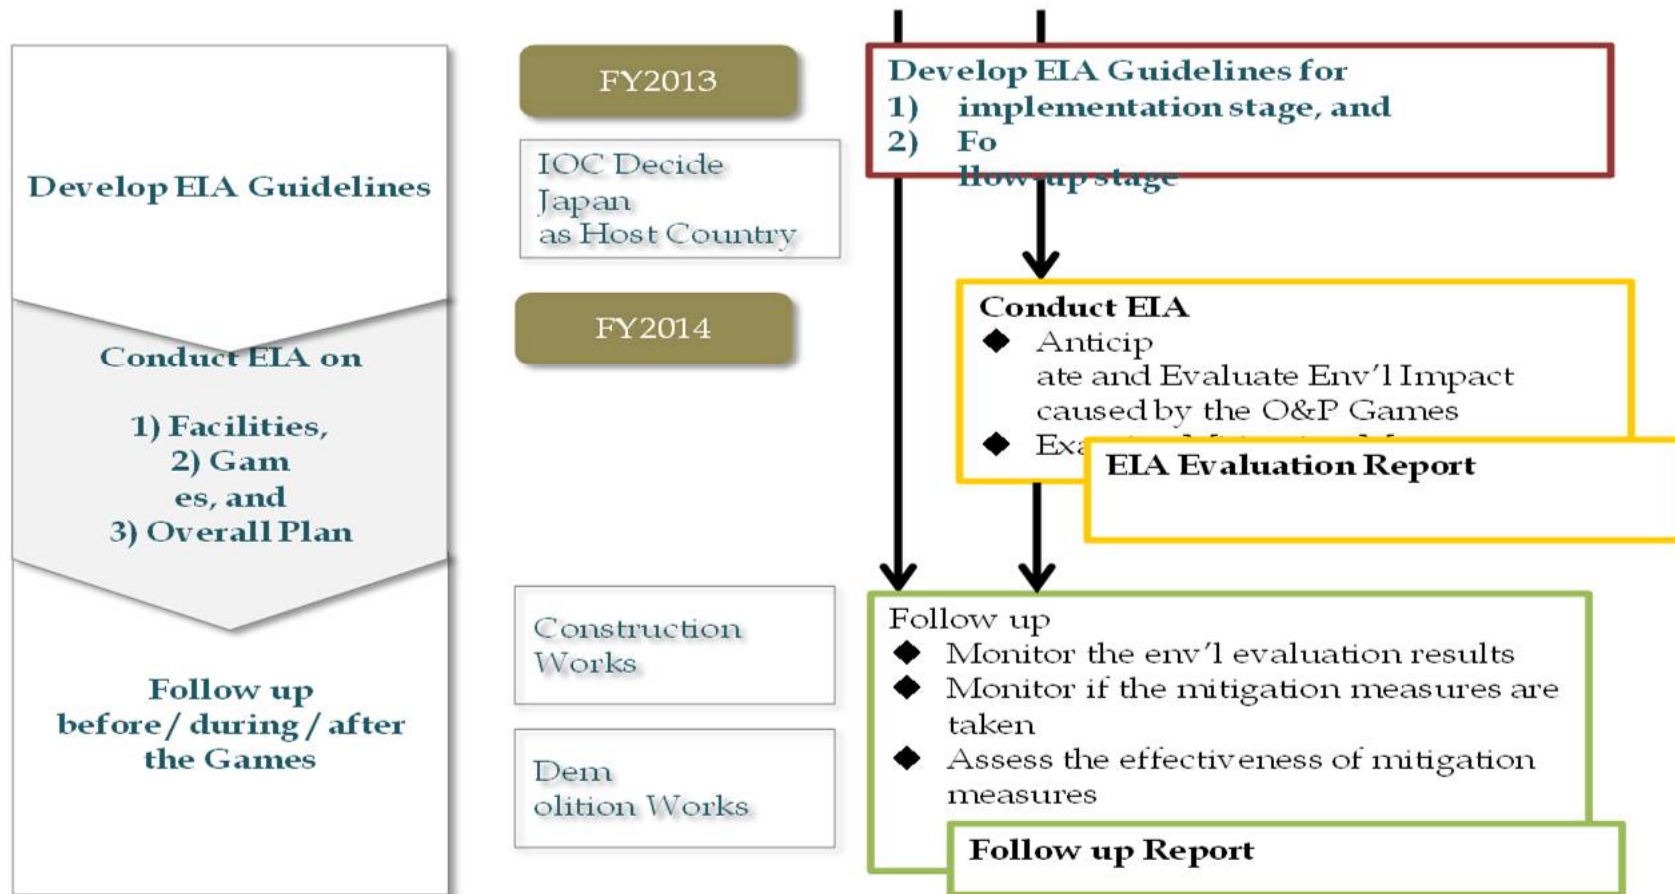 Develop EIA Guidelines
Conduct EIA on
1) Facilities,
2) Gam
es, and
3) Overall Plan
Follow up
before/ during / after
the Games
FY2013
IOC Decide
Japan
as Host Country
FY2014
Construction
Works
Dem
olition Works
Develop EIA Guidelines for
1) implementation stage, and
2) Fo
llow-up stage
Conduct EIA
◆ Anticip
ate and Evaluate Env'l Impact
caused by the O&P Games
◆
EIA Evaluation Report
Follow up
◆ Monitor the env'l evaluation results
◆ Monitor if the mitigation measures are
taken
◆ Assess the effectiveness of mitigation
measures
Follow up Report